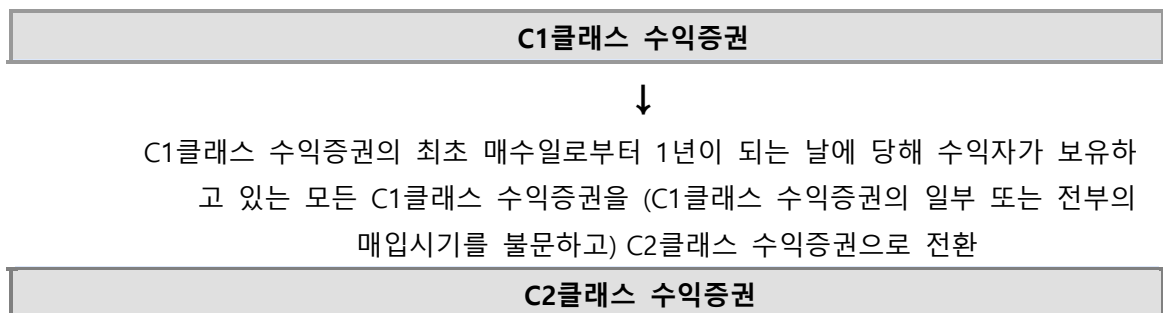 C1클래스 수익증권
↓
C1클래스 수익증권의 최초 매수일로부터 1년이 되는 날에 당해 수익자가 보유하
고 있는 모든 C1클래스 수익증권을 (C1클래스 수익증권의 일부 또는 전부의
매입시기를 불문하고) C2클래스 수익증권으로 전환
C2클래스 수익증권